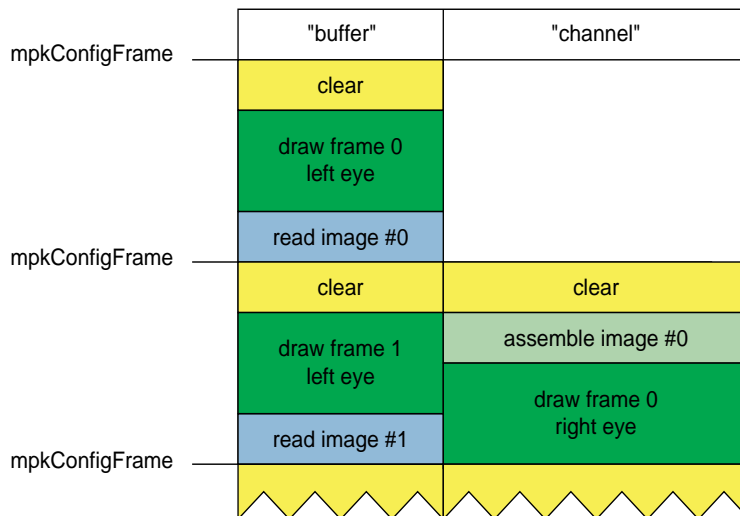 "buffer" "channel"
mpkConfigFrame
clear
draw frame 0
left eye
read image #0
mpkConfigFrame
clear clear
draw frame 1
left eye
assemble image #0
draw frame 0
right eye
read image #1
mpkConfigFrame